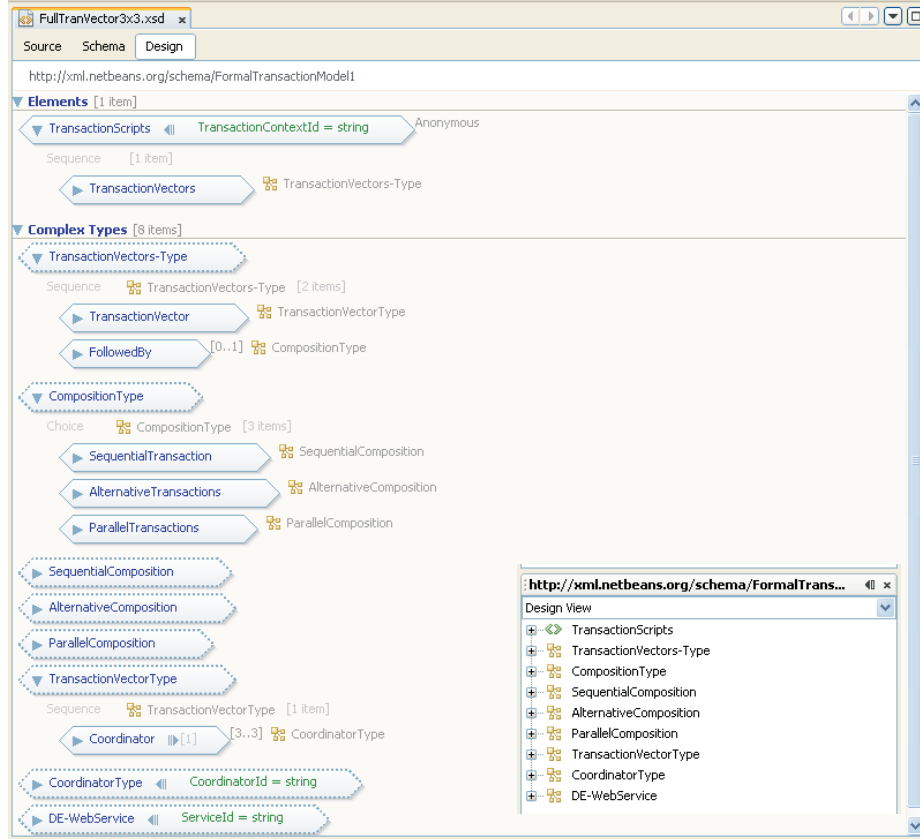 FullTranVector3x3.xsd
Source Schema Design
http://xml.netbeans.org/schema/FormalTransactionModel1
Elements [1 item]
TransactionScripts TransactionContextId = string Anonymous
Sequence [1 item]
TransactionVectors TransactionVectors-Type
Complex Types [8 items]
TransactionVectors-Type
Sequence TransactionVectors-Type [2 items]
TransactionVector TransactionVectorType
FollowedBy [0..1] CompositionType
CompositionType
Choice CompositionType [3 items]
SequentialTransaction SequentialComposition
AlternativeTransactions AlternativeComposition
ParallelTransactions ParallelComposition
SequentialComposition
AlternativeComposition
ParallelComposition
TransactionVectorType
Sequence TransactionVectorType [1 item]
Coordinator [1] [3..3] CoordinatorType
CoordinatorType CoordinatorId = string
DE-WebService ServiceId = string
http://xml.netbeans.org/schema/FormalTrans...
Design View
TransactionScripts
TransactionVectors-Type
CompositionType
SequentialComposition
AlternativeComposition
ParallelComposition
TransactionVectorType
CoordinatorType
DE-WebService